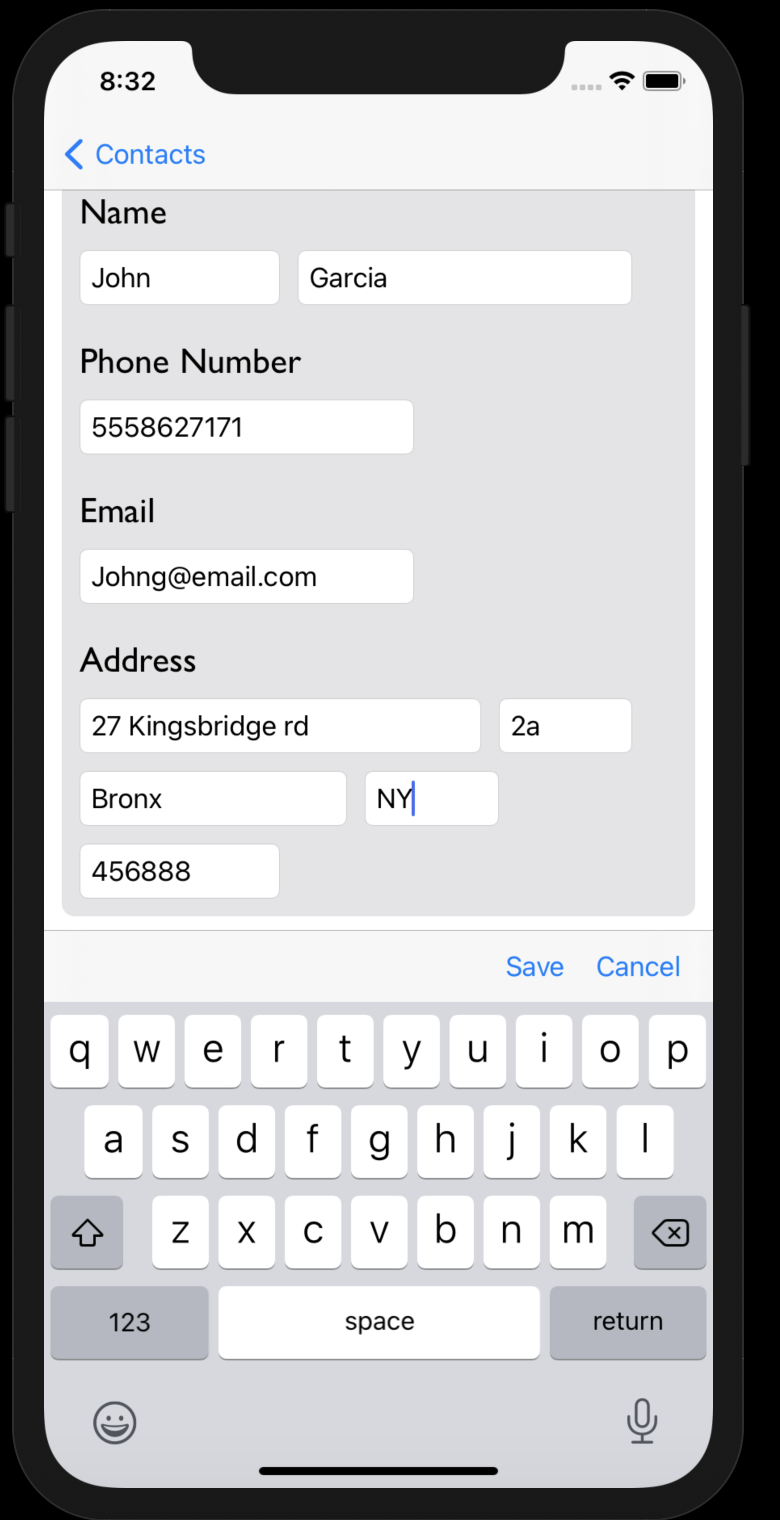 8:32
Contacts
Name
John Garcia
Phone Number
5558627171
Email
Johng@email.com
Address
27 Kingsbridge rd 2a
Bronx NY
456888
Save Cancel
q w e r t y u i o p
a s d f g h j k l
z x c v b n m
123 space return